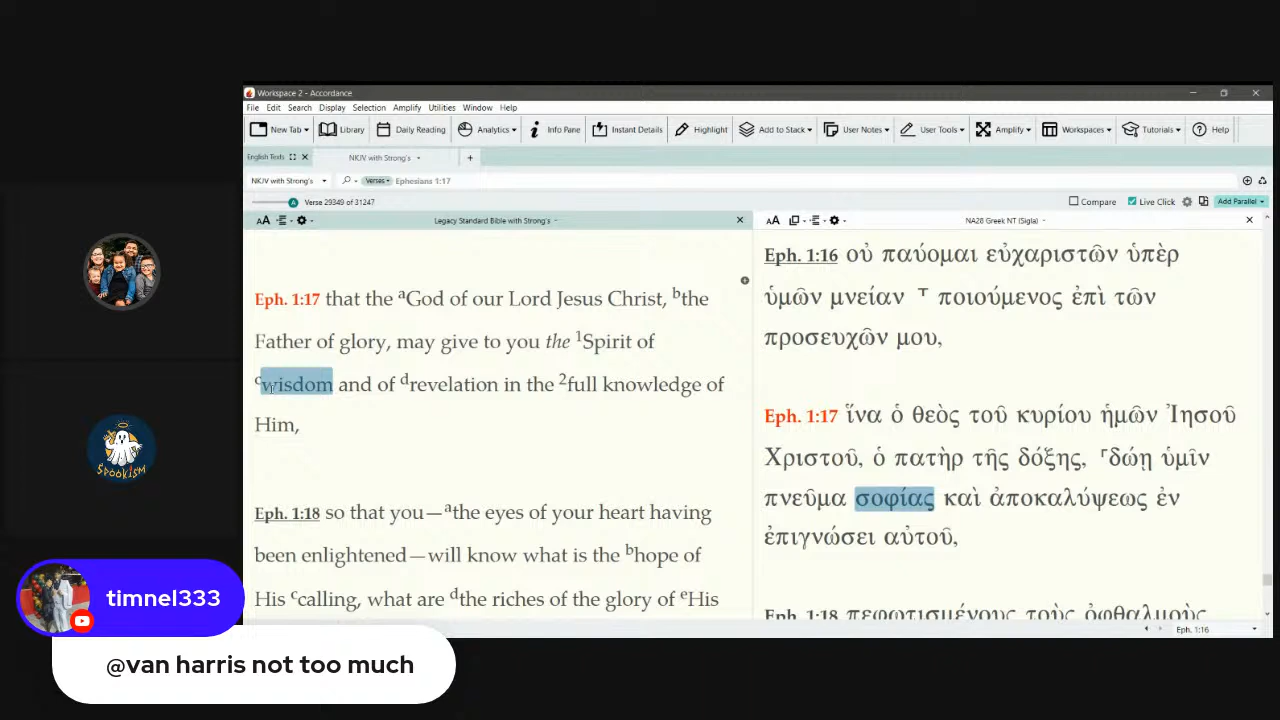 Workspace 2 - Accordance
File Edit Search Display Selection Amplify Utilities Window Help
New Tab Library Daily Reading Analytics Info Pane Instant Details Highlight Add to Stack User Notes User Tools Amplify Workspaces Tutorials Help
English Texts NKJV with Strong's +
NKJV with Strong's Verses Ephesians 1:17
Verse 29349 of 31247 Compare Live Click Add Parallel
AA Legacy Standard Bible with Strong's
Eph. 1:17 that the aGod of our Lord Jesus Christ, bthe
Father of glory, may give to you the 1Spirit of
cwisdom and of drevelation in the 2full knowledge of
Him,
Eph. 1:18 so that you—athe eyes of your heart having
been enlightened—will know what is the bhope of
His ccalling, what are dthe riches of the glory of eHis
AA NA28 Greek NT (Sigla)
Eph. 1:16 οὐ παύομαι εὐχαριστῶν ὑπὲρ
ὑμῶν μνείαν ⸆ ποιούμενος ἐπὶ τῶν
προσευχῶν μου,
Eph. 1:17 ἵνα ὁ θεὸς τοῦ κυρίου ἡμῶν Ἰησοῦ
Χριστοῦ, ὁ πατὴρ τῆς δόξης, ⸀δώῃ ὑμῖν
πνεῦμα σοφίας καὶ ἀποκαλύψεως ἐν
ἐπιγνώσει αὐτοῦ,
Eph. 1:18 πεφωτισμένους τοὺς ὀφθαλμοὺς
Eph. 1:16
SPOOKISM
timnel333
@van harris not too much